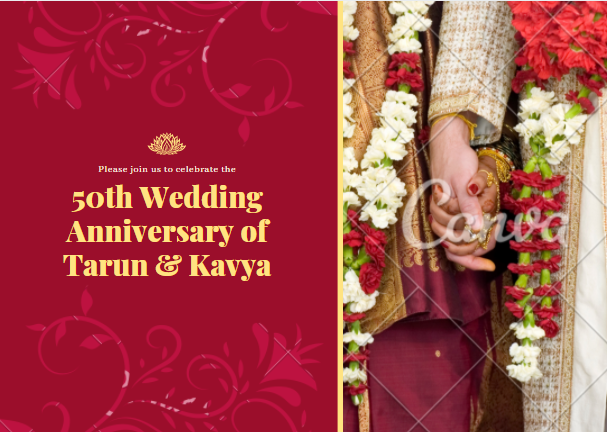 Please join us to celebrate the
50th Wedding
Anniversary of
Tarun & Kavya
Canva